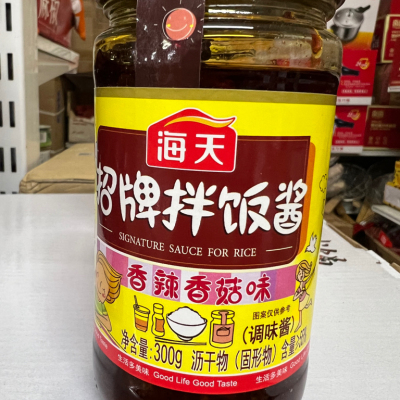 海天
招牌拌饭酱
SIGNATURE SAUCE FOR RICE
香辣香菇味
图案仅供参考
(调味酱)
净含量:300g 沥干物(固形物)含量≥55%
生活多美味 Good Life Good Taste 生活多美味